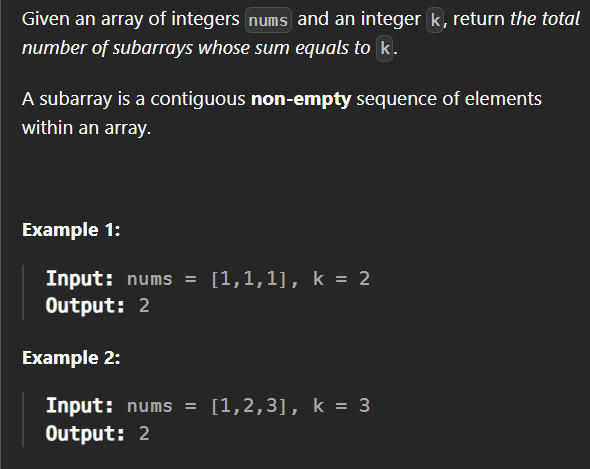 Given an array of integers nums and an integer k, return the total
number of subarrays whose sum equals to k.
A subarray is a contiguous non-empty sequence of elements
within an array.
Example 1:
Input: nums = [1,1,1], k = 2
Output: 2
Example 2:
Input: nums = [1,2,3], k = 3
Output: 2